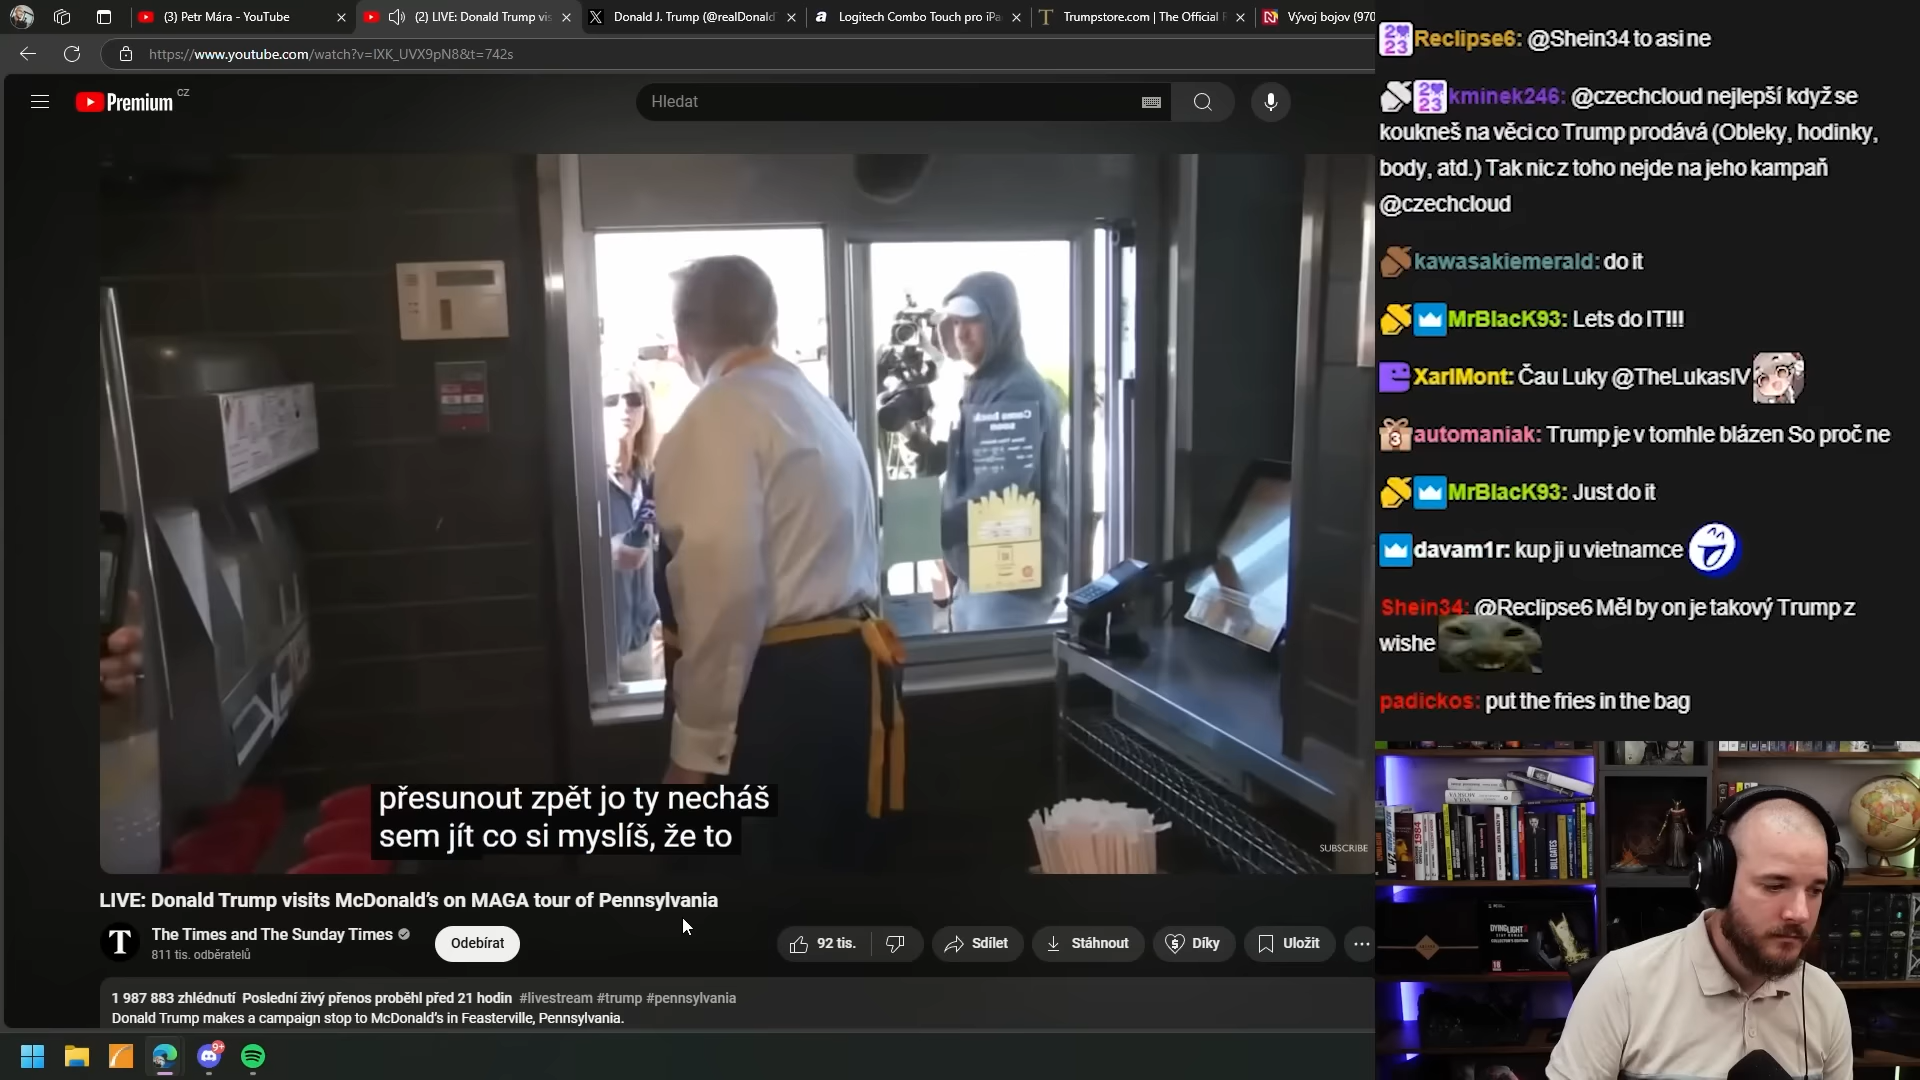 (3) Petr Mára - YouTube
(2) LIVE: Donald Trump vis
Donald J. Trump (@realDonald
Logitech Combo Touch pro iPa
Trumpstore.com | The Official
Vývoj bojov (970
https://www.youtube.com/watch?v=IXK_UVX9pN8&t=742s
Premium CZ
Hledat
přesunout zpět jo ty necháš
sem jít co si myslíš, že to
SUBSCRIBE
LIVE: Donald Trump visits McDonald's on MAGA tour of Pennsylvania
T
The Times and The Sunday Times
811 tis. odběratelů
Odebírat
92 tis.
Sdílet
Stáhnout
Díky
Uložit
1 987 883 zhlédnutí Poslední živý přenos proběhl před 21 hodin #livestream #trump #pennsylvania
Donald Trump makes a campaign stop to McDonald's in Feasterville, Pennsylvania.
9+
Reclipse6: @Shein34 to asi ne
kminek246: @czechcloud nejlepší když se
koukneš na věci co Trump prodává (Obleky, hodinky,
body, atd.) Tak nic z toho nejde na jeho kampaň
@czechcloud
kawasakiemerald: do it
MrBlacK93: Lets do IT!!!
XarlMont: Čau Luky @TheLukasIV
automaniak: Trump je v tomhle blázen So proč ne
MrBlacK93: Just do it
davam1r: kup ji u vietnamce
Shein34: @Reclipse6 Měl by on je takový Trump z
wishe
padickos: put the fries in the bag
1984
BILL GATES
DYING LIGHT 2